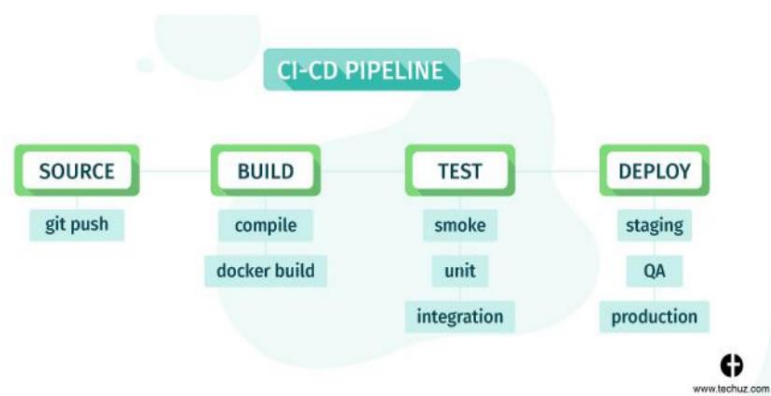 CI-CD PIPELINE
SOURCE
git push
BUILD
compile
docker build
TEST
smoke
unit
integration
DEPLOY
staging
QA
production
www.techuz.com